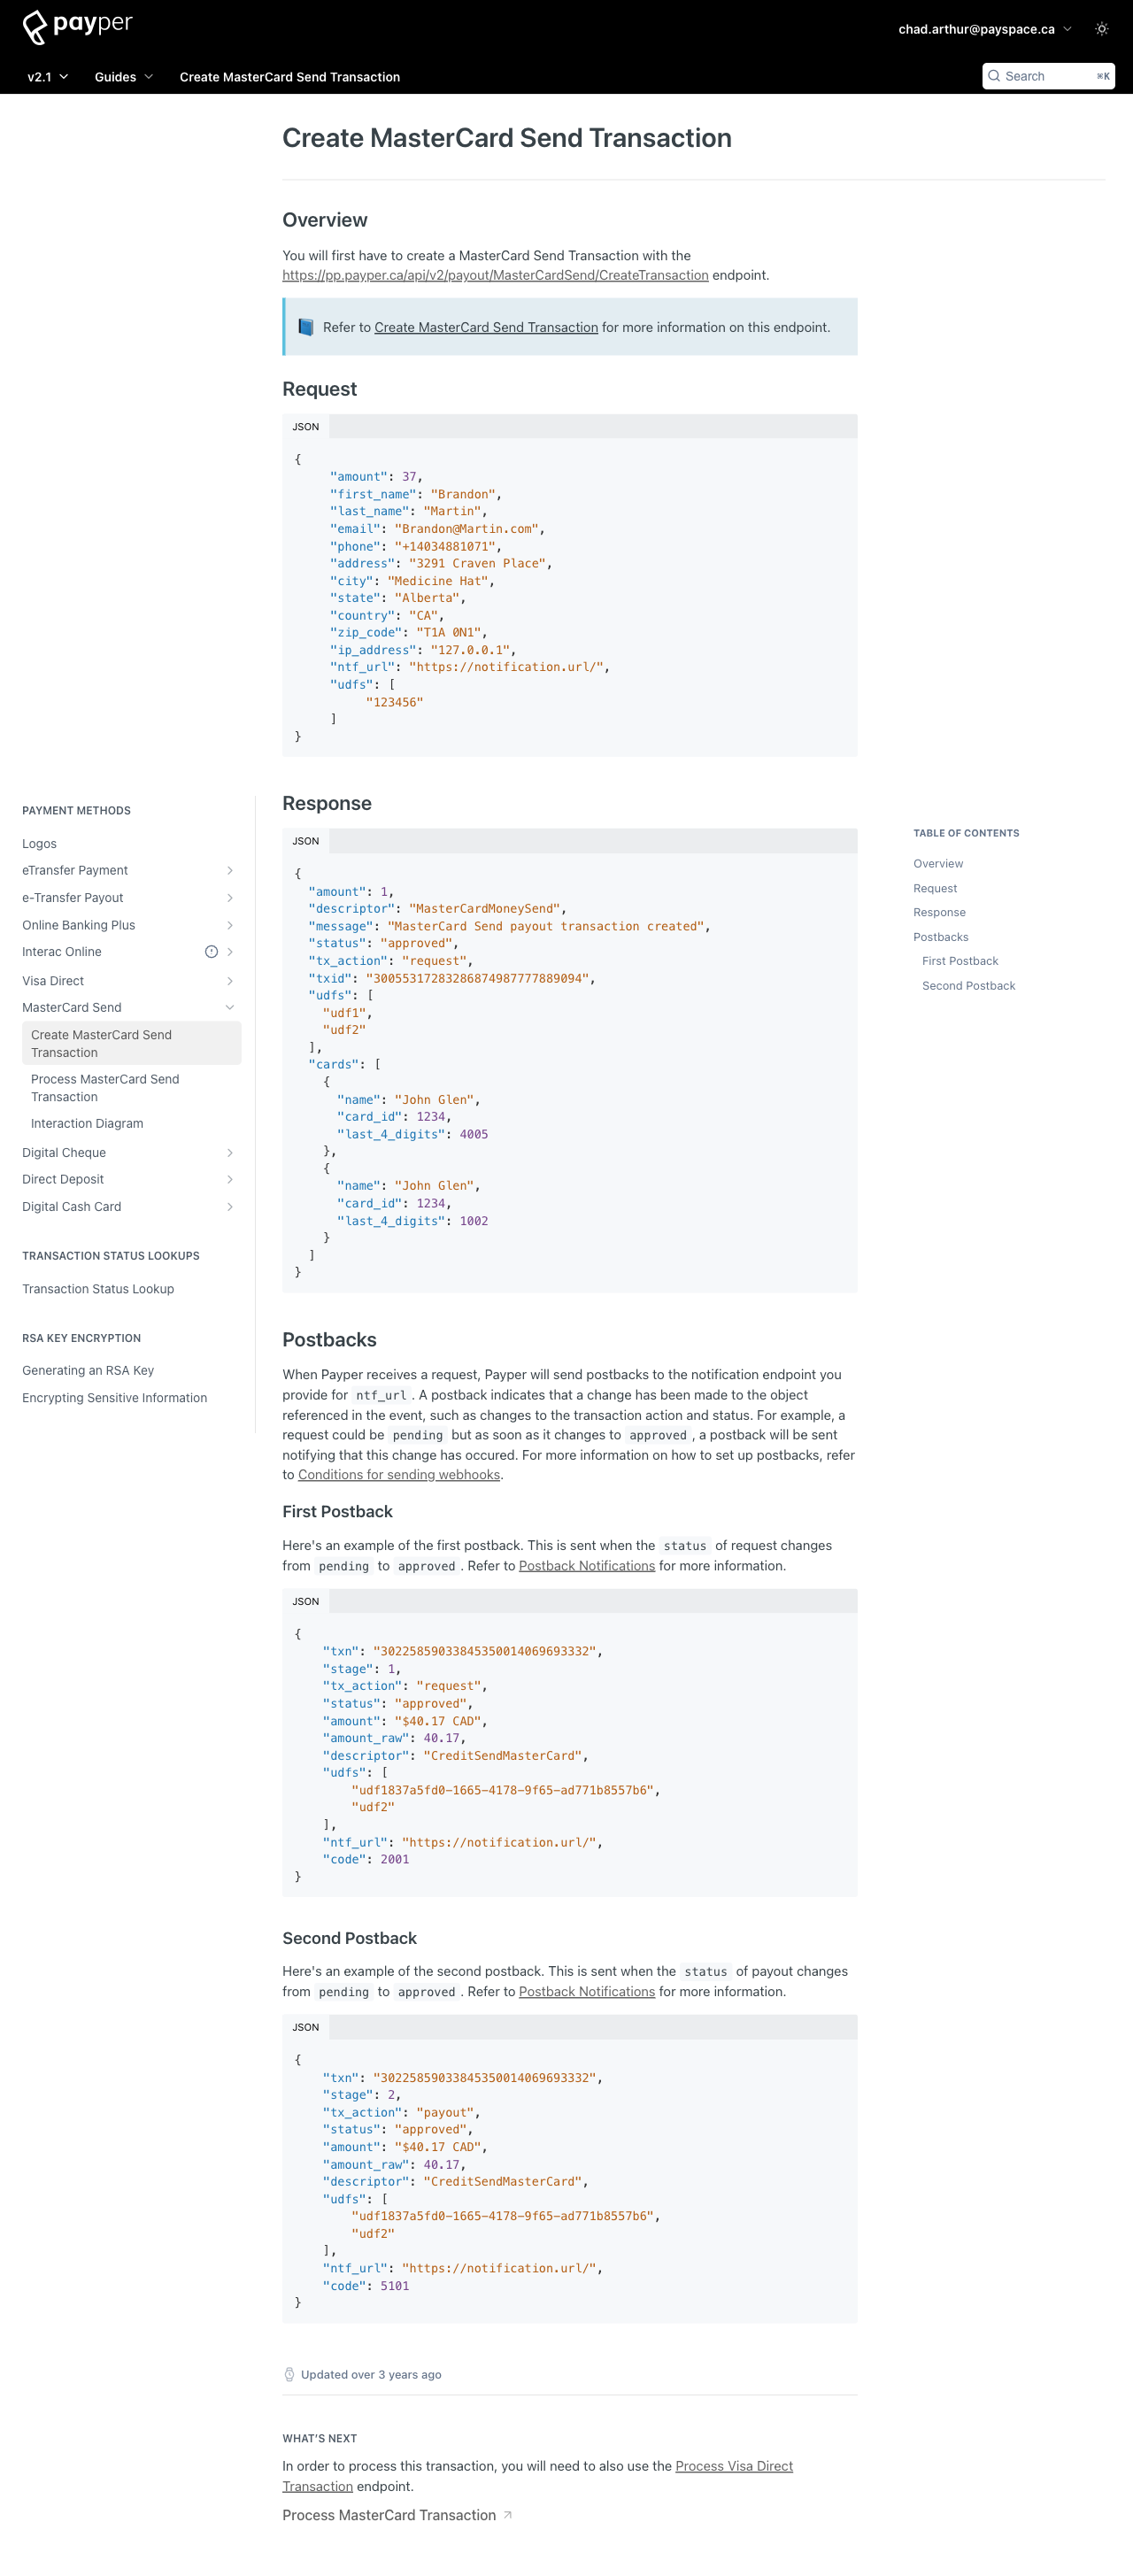 payper
chad.arthur@payspace.ca
v2.1
Guides
Create MasterCard Send Transaction
Search
⌘K
Create MasterCard Send Transaction
Overview
You will first have to create a MasterCard Send Transaction with the
https://pp.payper.ca/api/v2/payout/MasterCardSend/CreateTransaction endpoint.
Refer to Create MasterCard Send Transaction for more information on this endpoint.
Request
JSON
{
"amount": 37,
"first_name": "Brandon",
"last_name": "Martin",
"email": "Brandon@Martin.com",
"phone": "+14034881071",
"address": "3291 Craven Place",
"city": "Medicine Hat",
"state": "Alberta",
"country": "CA",
"zip_code": "T1A 0N1",
"ip_address": "127.0.0.1",
"ntf_url": "https://notification.url/",
"udfs": [
"123456"
]
}
PAYMENT METHODS
Logos
eTransfer Payment
e-Transfer Payout
Online Banking Plus
Interac Online
Visa Direct
MasterCard Send
Create MasterCard Send
Transaction
Process MasterCard Send
Transaction
Interaction Diagram
Digital Cheque
Direct Deposit
Digital Cash Card
TRANSACTION STATUS LOOKUPS
Transaction Status Lookup
RSA KEY ENCRYPTION
Generating an RSA Key
Encrypting Sensitive Information
Response
JSON
{
"amount": 1,
"descriptor": "MasterCardMoneySend",
"message": "MasterCard Send payout transaction created",
"status": "approved",
"tx_action": "request",
"txid": "30055317283286874987777889094",
"udfs": [
"udf1",
"udf2"
],
"cards": [
{
"name": "John Glen",
"card_id": 1234,
"last_4_digits": 4005
},
{
"name": "John Glen",
"card_id": 1234,
"last_4_digits": 1002
}
]
}
TABLE OF CONTENTS
Overview
Request
Response
Postbacks
First Postback
Second Postback
Postbacks
When Payper receives a request, Payper will send postbacks to the notification endpoint you
provide for ntf_url. A postback indicates that a change has been made to the object
referenced in the event, such as changes to the transaction action and status. For example, a
request could be pending but as soon as it changes to approved, a postback will be sent
notifying that this change has occured. For more information on how to set up postbacks, refer
to Conditions for sending webhooks.
First Postback
Here's an example of the first postback. This is sent when the status of request changes
from pending to approved. Refer to Postback Notifications for more information.
JSON
{
"txn": "30225859033845350014069693332",
"stage": 1,
"tx_action": "request",
"status": "approved",
"amount": "$40.17 CAD",
"amount_raw": 40.17,
"descriptor": "CreditSendMasterCard",
"udfs": [
"udf1837a5fd0-1665-4178-9f65-ad771b8557b6",
"udf2"
],
"ntf_url": "https://notification.url/",
"code": 2001
}
Second Postback
Here's an example of the second postback. This is sent when the status of payout changes
from pending to approved. Refer to Postback Notifications for more information.
JSON
{
"txn": "30225859033845350014069693332",
"stage": 2,
"tx_action": "payout",
"status": "approved",
"amount": "$40.17 CAD",
"amount_raw": 40.17,
"descriptor": "CreditSendMasterCard",
"udfs": [
"udf1837a5fd0-1665-4178-9f65-ad771b8557b6",
"udf2"
],
"ntf_url": "https://notification.url/",
"code": 5101
}
Updated over 3 years ago
WHAT'S NEXT
In order to process this transaction, you will need to also use the Process Visa Direct
Transaction endpoint.
Process MasterCard Transaction